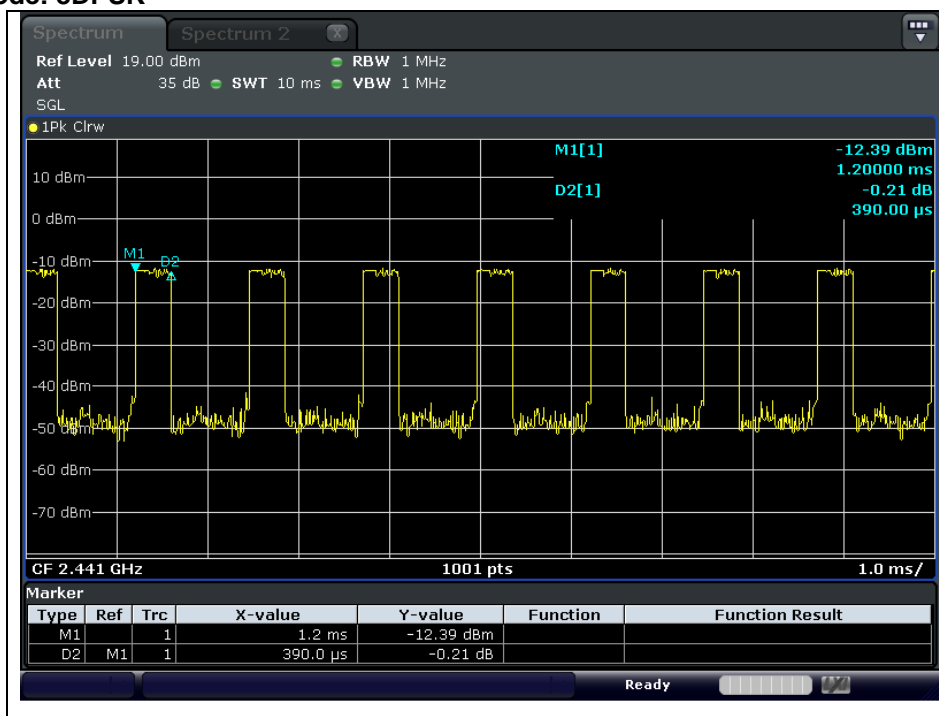 Spectrum Spectrum 2 X
Ref Level 19.00 dBm RBW 1 MHz
Att 35 dB SWT 10 ms VBW 1 MHz
SGL
1Pk Clrw
M1[1] -12.39 dBm
1.20000 ms
D2[1] -0.21 dB
390.00 µs
10 dBm
0 dBm
M1 D2
-10 dBm
-20 dBm
-30 dBm
-40 dBm
-50 dBm
-60 dBm
-70 dBm
CF 2.441 GHz 1001 pts 1.0 ms/
Marker
Type Ref Trc X-value Y-value Function Function Result
M1 1 1.2 ms -12.39 dBm
D2 M1 1 390.0 µs -0.21 dB
Ready